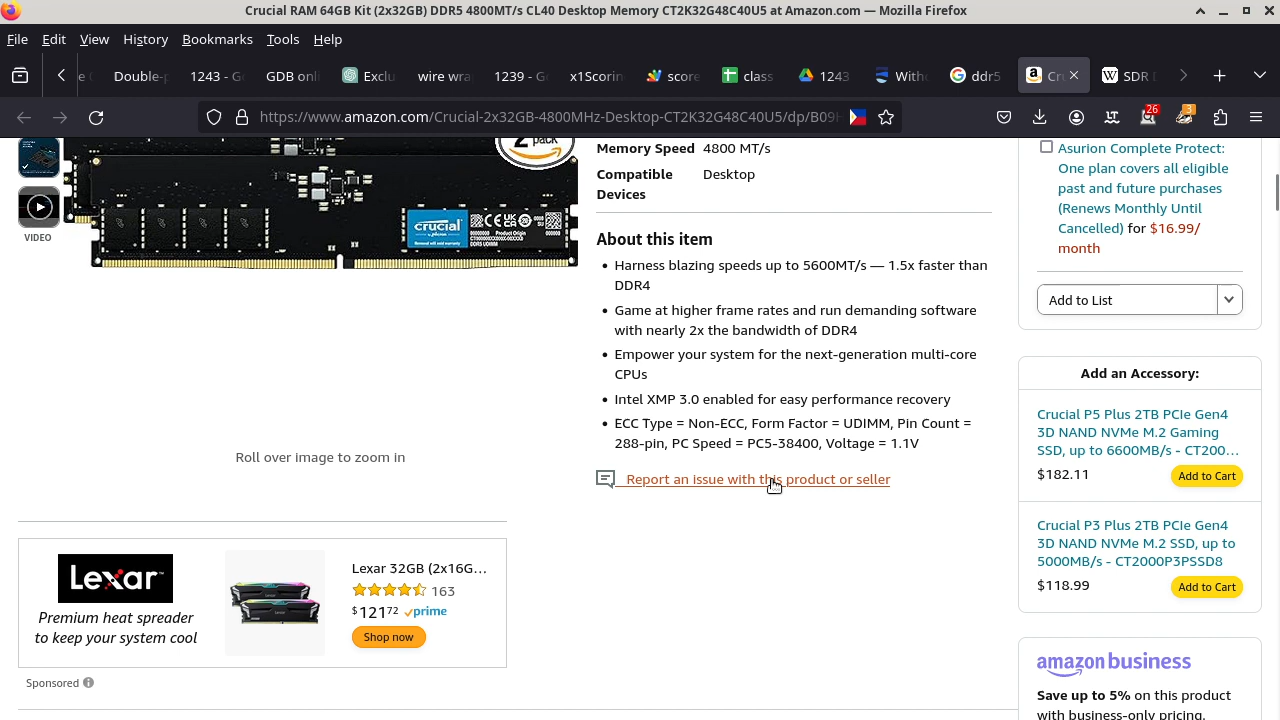 Crucial RAM 64GB Kit (2x32GB) DDR5 4800MT/s CL40 Desktop Memory CT2K32G48C40U5 at Amazon.com — Mozilla Firefox
File Edit View History Bookmarks Tools Help
Double-p 1243 - Go GDB onli Exclu wire wra 1239 - Go x1Scorin score class 1243 Witho ddr5 Cru SDR D
https://www.amazon.com/Crucial-2x32GB-4800MHz-Desktop-CT2K32G48C40U5/dp/B09H
26
3
2 pack
crucial
by Micron
VIDEO
Roll over image to zoom in
Memory Speed 4800 MT/s
Compatible Devices Desktop
About this item
• Harness blazing speeds up to 5600MT/s — 1.5x faster than
DDR4
• Game at higher frame rates and run demanding software
with nearly 2x the bandwidth of DDR4
• Empower your system for the next-generation multi-core
CPUs
• Intel XMP 3.0 enabled for easy performance recovery
• ECC Type = Non-ECC, Form Factor = UDIMM, Pin Count =
288-pin, PC Speed = PC5-38400, Voltage = 1.1V
Report an issue with this product or seller
Lexar
Premium heat spreader
to keep your system cool
Lexar 32GB (2x16G…
163
$121 72 prime
Shop now
Sponsored
Asurion Complete Protect:
One plan covers all eligible
past and future purchases
(Renews Monthly Until
Cancelled) for $16.99/
month
Add to List
Add an Accessory:
Crucial P5 Plus 2TB PCIe Gen4
3D NAND NVMe M.2 Gaming
SSD, up to 6600MB/s - CT200…
$182.11 Add to Cart
Crucial P3 Plus 2TB PCIe Gen4
3D NAND NVMe M.2 SSD, up to
5000MB/s - CT2000P3PSSD8
$118.99 Add to Cart
amazon business
Save up to 5% on this product
with business-only pricing.